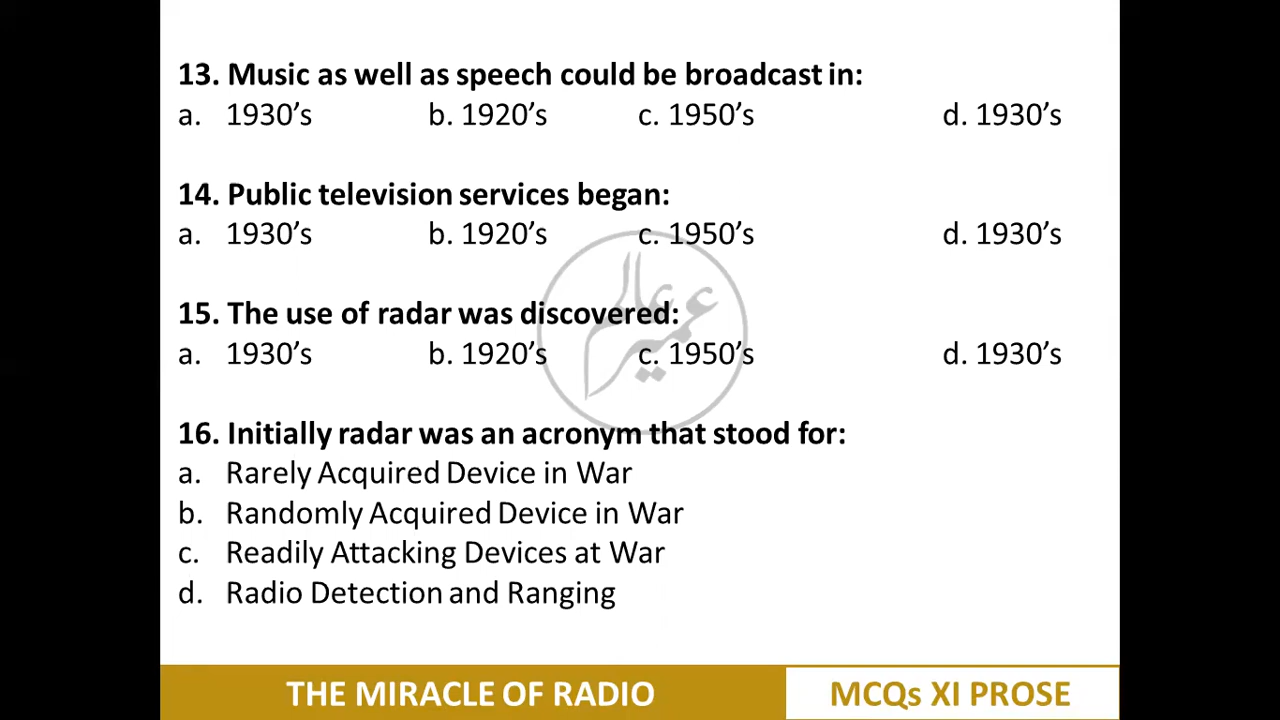 13. Music as well as speech could be broadcast in:
a. 1930’s b. 1920’s c. 1950’s d. 1930’s
14. Public television services began:
a. 1930’s b. 1920’s c. 1950’s d. 1930’s
15. The use of radar was discovered:
a. 1930’s b. 1920’s c. 1950’s d. 1930’s
عمیر عالم
16. Initially radar was an acronym that stood for:
a. Rarely Acquired Device in War
b. Randomly Acquired Device in War
c. Readily Attacking Devices at War
d. Radio Detection and Ranging
THE MIRACLE OF RADIO MCQs XI PROSE